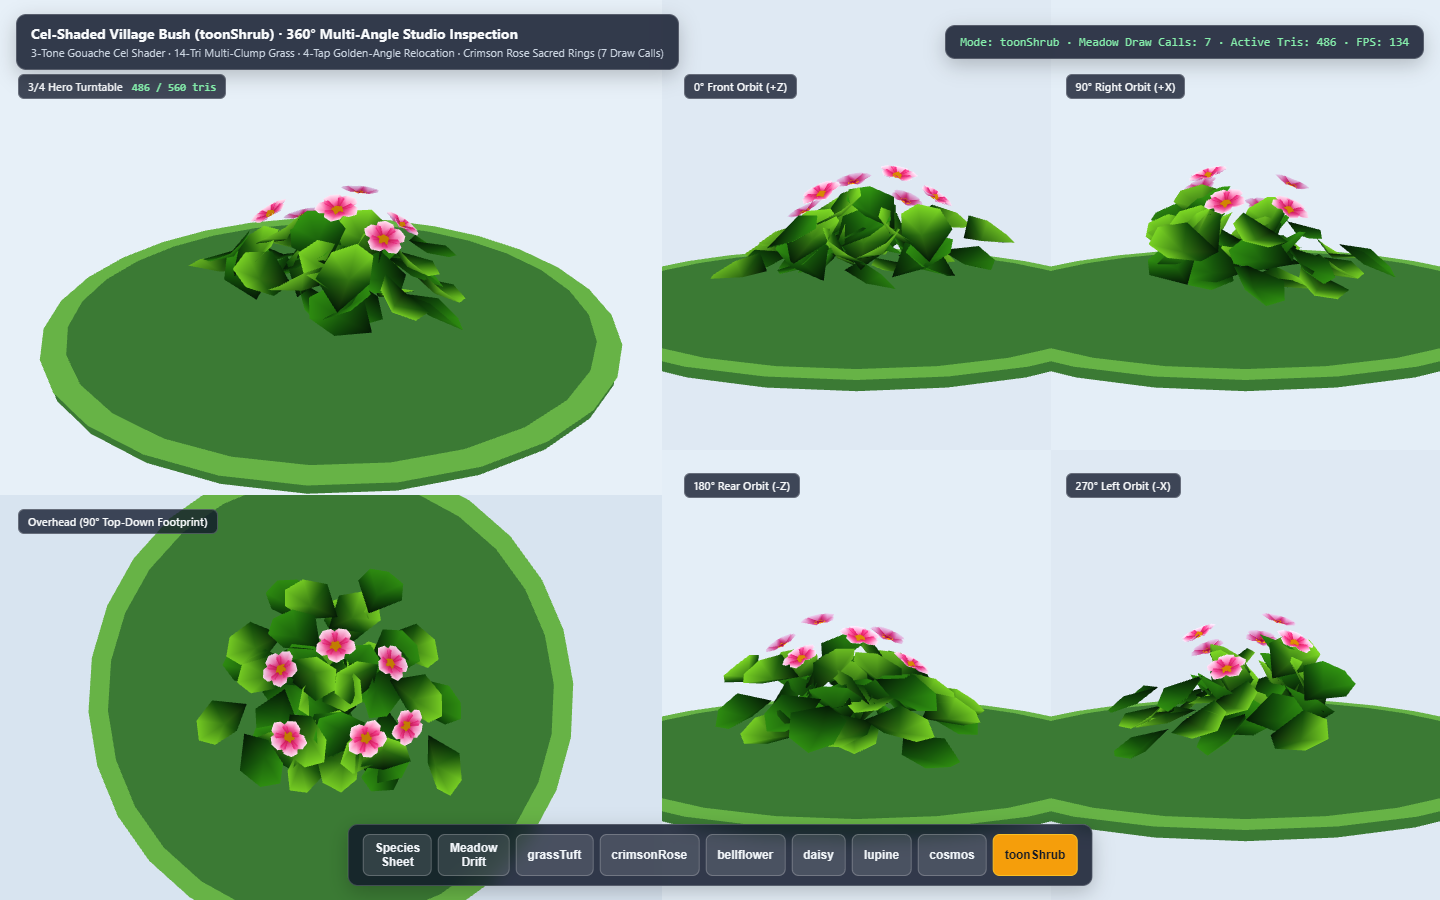 Cel-Shaded Village Bush (toonShrub) · 360° Multi-Angle Studio Inspection
3-Tone Gouache Cel Shader · 14-Tri Multi-Clump Grass · 4-Tap Golden-Angle Relocation · Crimson Rose Sacred Rings (7 Draw Calls)
Mode: toonShrub · Meadow Draw Calls: 7 · Active Tris: 486 · FPS: 134
3/4 Hero Turntable 486 / 560 tris
0° Front Orbit (+Z)
90° Right Orbit (+X)
180° Rear Orbit (-Z)
270° Left Orbit (-X)
Overhead (90° Top-Down Footprint)
Species
Sheet
Meadow
Drift
grassTuft
crimsonRose
bellflower
daisy
lupine
cosmos
toonShrub